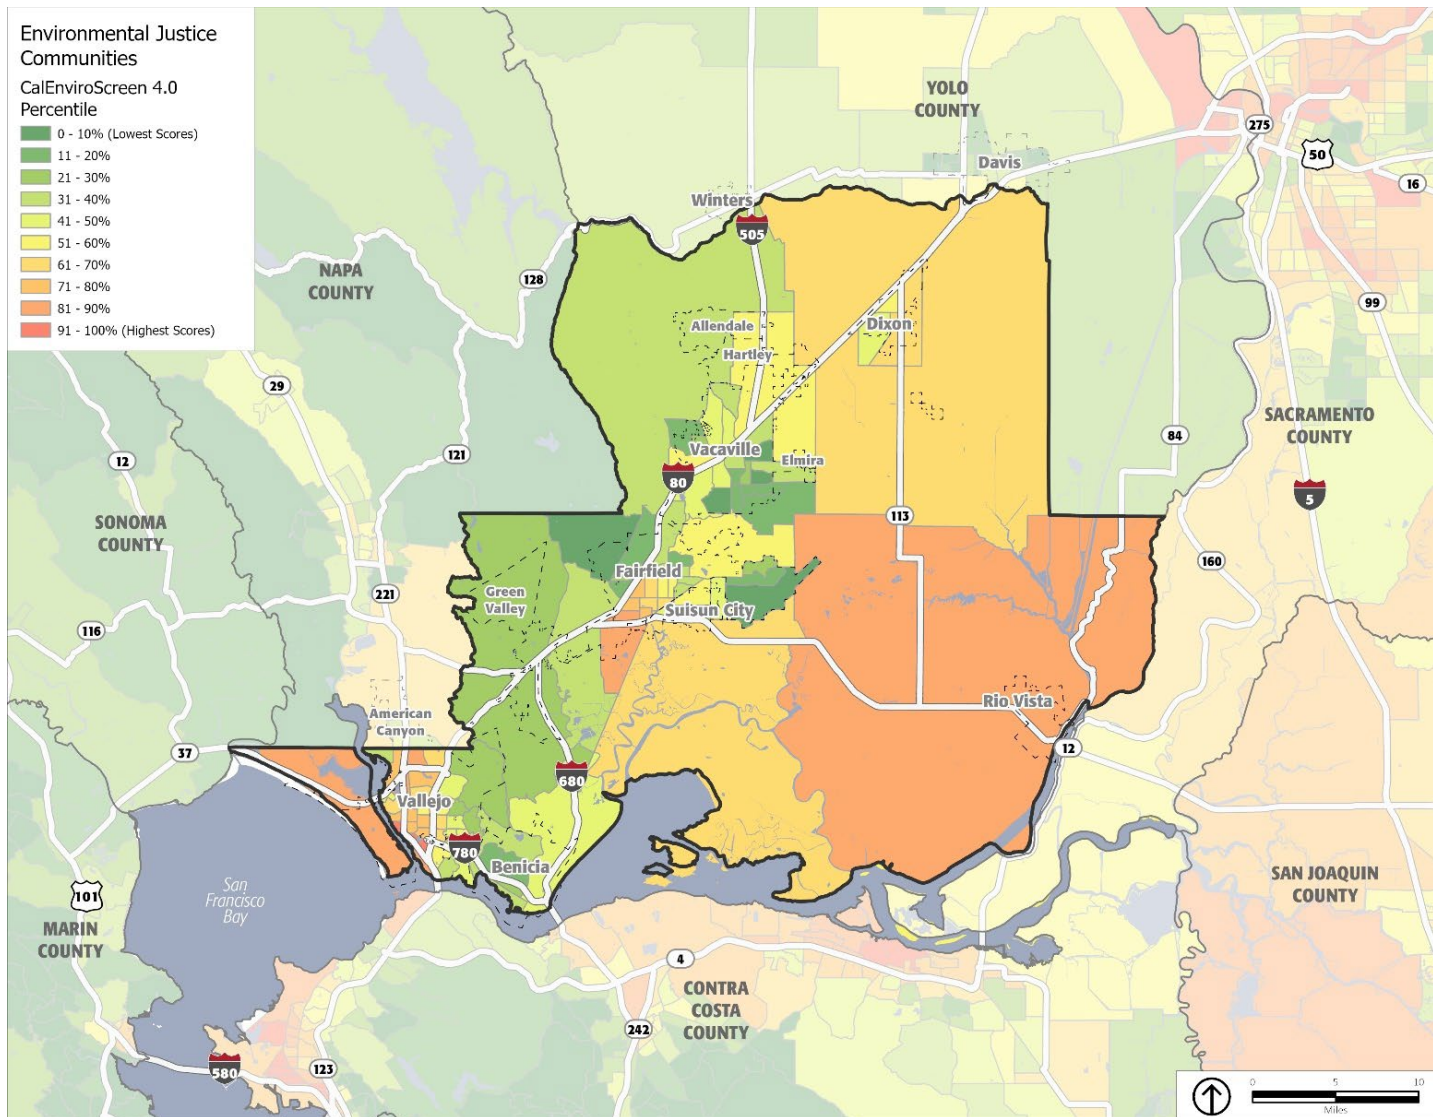 Environmental Justice
Communities
CalEnviroScreen 4.0
Percentile
0 - 10% (Lowest Scores)
11 - 20%
21 - 30%
31 - 40%
41 - 50%
51 - 60%
61 - 70%
71 - 80%
81 - 90%
91 - 100% (Highest Scores)
YOLO
COUNTY
Davis
275
50
16
Winters
505
NAPA
COUNTY
128
99
Allendale
Dixon
Hartley
29
SACRAMENTO
COUNTY
84
121
12
Vacaville
Elmira
80
5
SONOMA
COUNTY
113
160
Fairfield
221
Green
Valley
Suisun City
116
Rio Vista
American
Canyon
37
12
680
Vallejo
780
Benicia
San
Francisco
Bay
101
MARIN
COUNTY
SAN JOAQUIN
COUNTY
4
CONTRA
COSTA
COUNTY
242
580
123
0 5 10
Miles